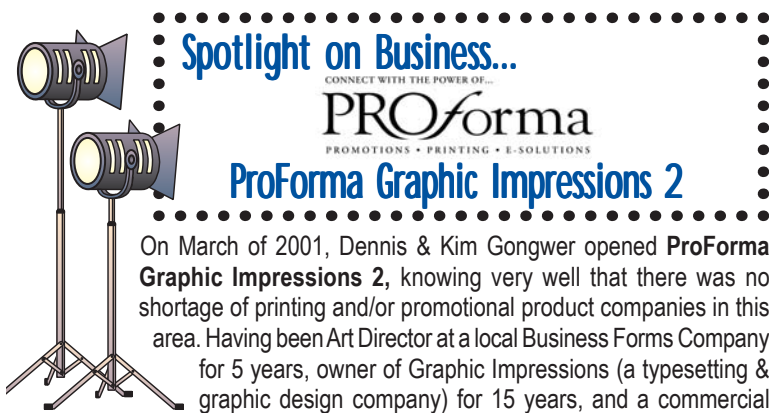 Spotlight on Business...
CONNECT WITH THE POWER OF...
PROforma
PROMOTIONS • PRINTING • E-SOLUTIONS
ProForma Graphic Impressions 2
On March of 2001, Dennis & Kim Gongwer opened ProForma
Graphic Impressions 2, knowing very well that there was no
shortage of printing and/or promotional product companies in this
area. Having been Art Director at a local Business Forms Company
for 5 years, owner of Graphic Impressions (a typesetting &
graphic design company) for 15 years, and a commercial